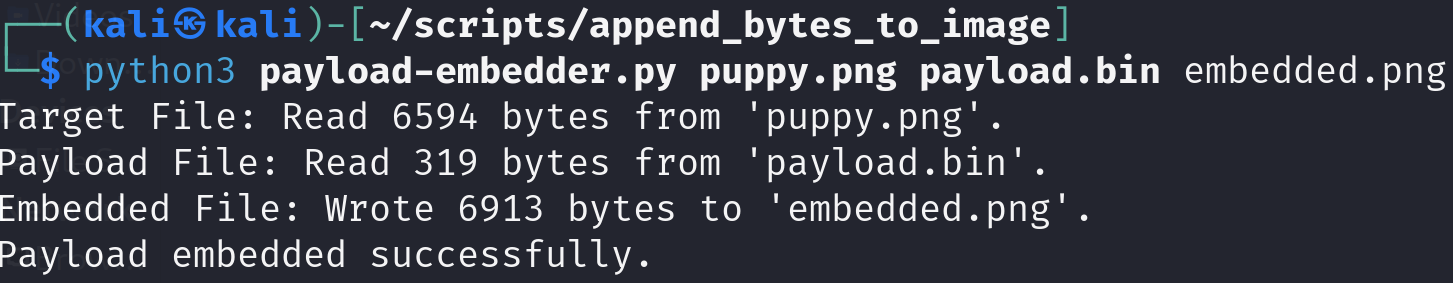 ┌──(kali㉿kali)-[~/scripts/append_bytes_to_image]
└─$ python3 payload-embedder.py puppy.png payload.bin embedded.png
Target File: Read 6594 bytes from 'puppy.png'.
Payload File: Read 319 bytes from 'payload.bin'.
Embedded File: Wrote 6913 bytes to 'embedded.png'.
Payload embedded successfully.